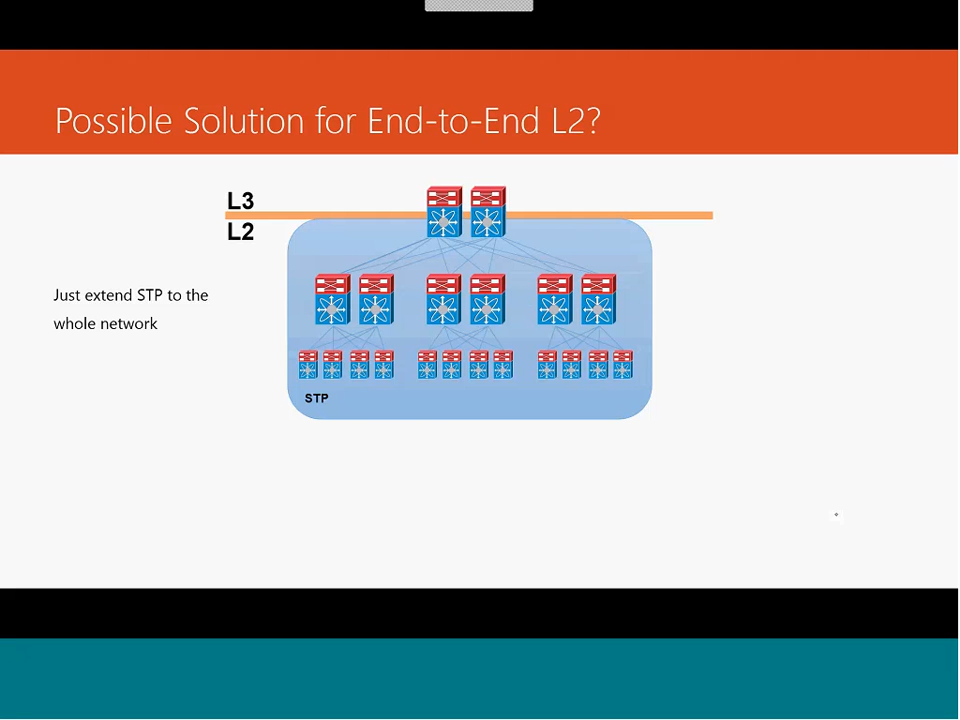 Possible Solution for End-to-End L2?
L3
L2
Just extend STP to the
whole network
STP